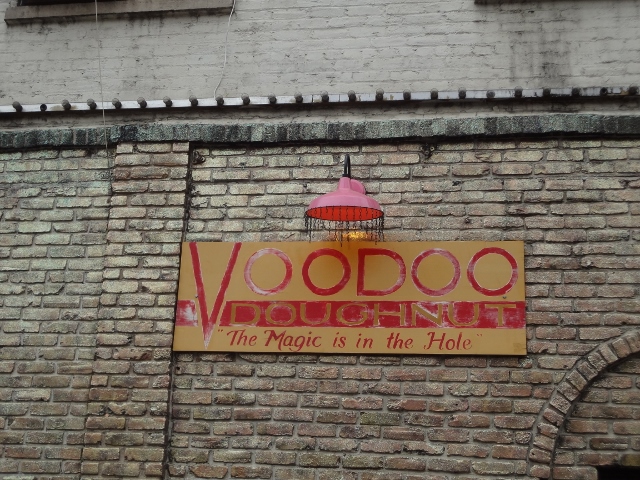 VOODOO
DOUGHNUT
"The Magic is in the Hole"